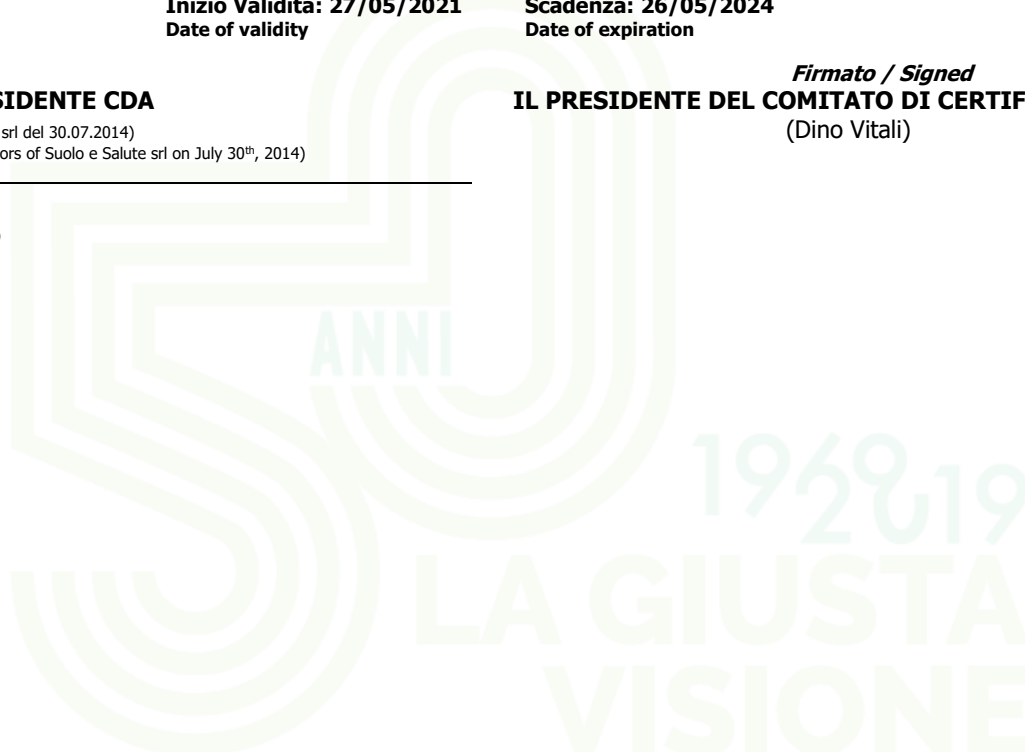 Inizio Validità: 27/05/2021 Scadenza: 26/05/2024
Date of validity Date of expiration
Firmato / Signed
SIDENTE CDA IL PRESIDENTE DEL COMITATO DI CERTIF
srl del 30.07.2014) (Dino Vitali)
ors of Suolo e Salute srl on July 30th, 2014)
)
ANNI
1969 2019
LA GIUSTA
VISIONE